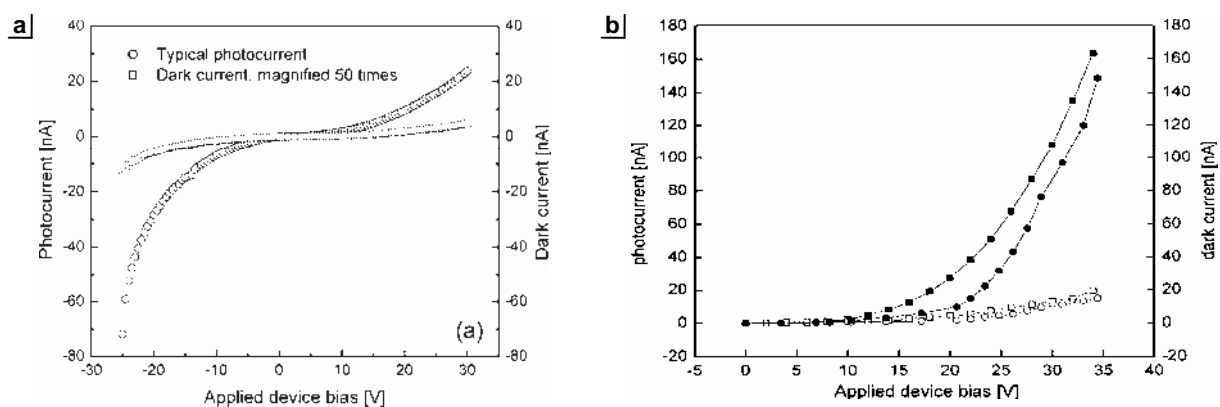 a
40
20
0
-20
-40
-60
-80
Photocurrent [nA]
○ Typical photocurrent
□ Dark current, magnified 50 times
40
20
0
-20
-40
-60
-80
Dark current [nA]
(a)
-30 -20 -10 0 10 20 30
Applied device bias [V]
b
180
160
140
120
100
80
60
40
20
0
-20
photocurrent [nA]
180
160
140
120
100
80
60
40
20
0
-20
dark current [nA]
-5 0 5 10 15 20 25 30 35 40
Applied device bias [V]